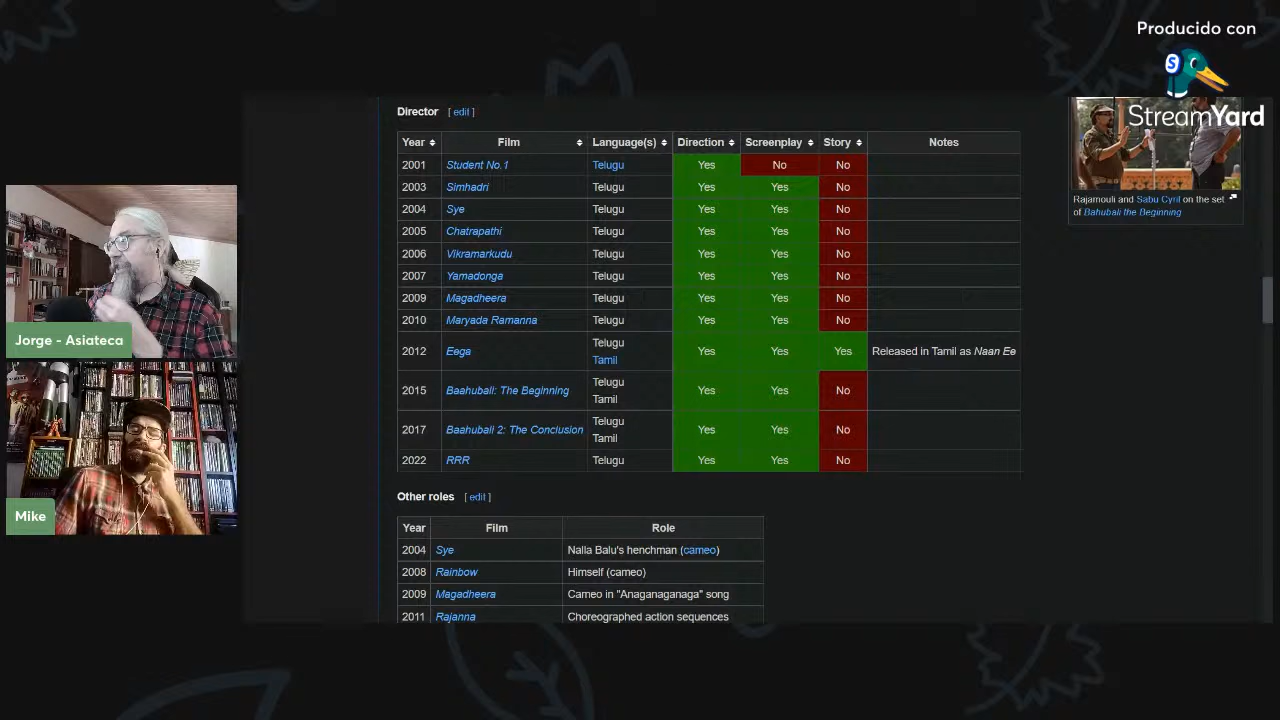 Producido con
StreamYard
Director [ edit ]
Year Film Language(s) Direction Screenplay Story Notes
2001 Student No.1 Telugu Yes No No
2003 Simhadri Telugu Yes Yes No
2004 Sye Telugu Yes Yes No
2005 Chatrapathi Telugu Yes Yes No
2006 Vikramarkudu Telugu Yes Yes No
2007 Yamadonga Telugu Yes Yes No
2009 Magadheera Telugu Yes Yes No
2010 Maryada Ramanna Telugu Yes Yes No
2012 Eega Telugu Yes Yes Yes Released in Tamil as Naan Ee
Tamil
2015 Baahubali: The Beginning Telugu Yes Yes No
Tamil
2017 Baahubali 2: The Conclusion Telugu Yes Yes No
Tamil
2022 RRR Telugu Yes Yes No
Rajamouli and Sabu Cyril on the set
of Bahubali the Beginning
Other roles [ edit ]
Year Film Role
2004 Sye Nalla Balu's henchman (cameo)
2008 Rainbow Himself (cameo)
2009 Magadheera Cameo in "Anaganaganaga" song
2011 Rajanna Choreographed action sequences
Jorge - Asiateca
Mike